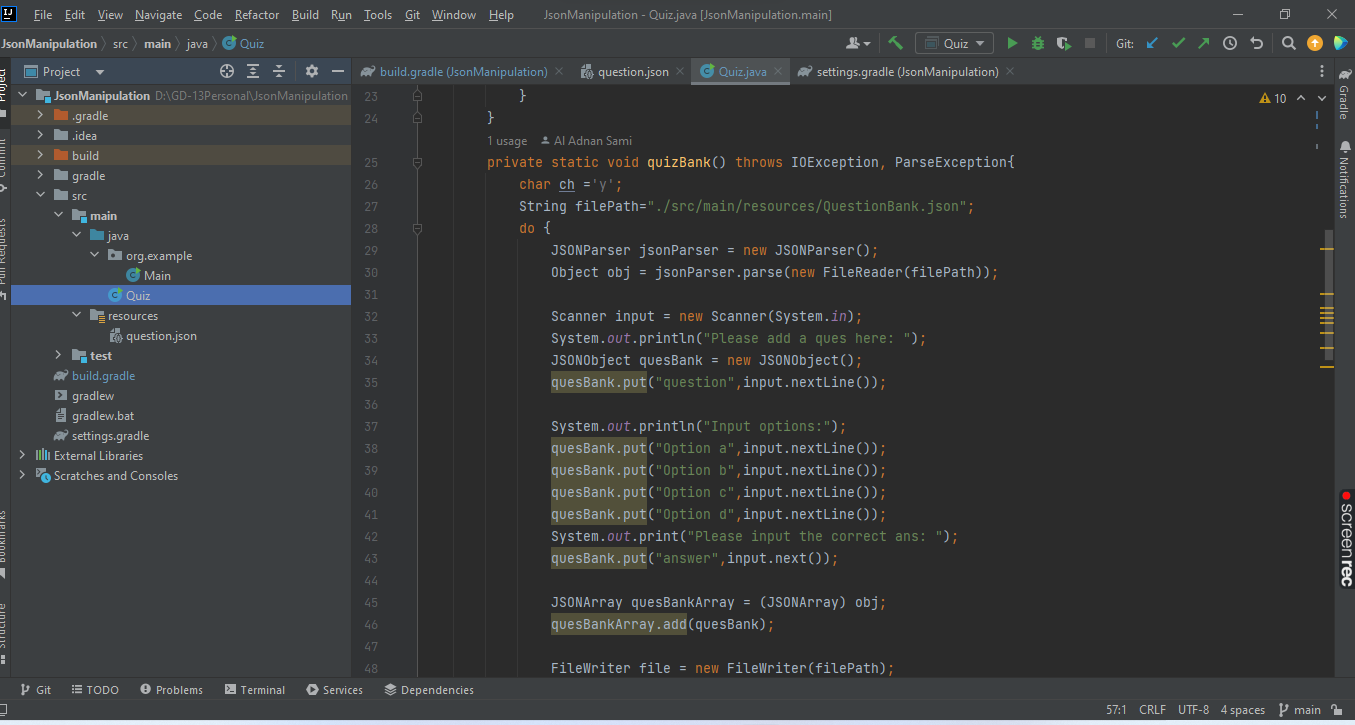 File Edit View Navigate Code Refactor Build Run Tools Git Window Help JsonManipulation - Quiz.java [JsonManipulation.main]
JsonManipulation src main java Quiz Quiz Git:
Project build.gradle (JsonManipulation) question.json Quiz.java settings.gradle (JsonManipulation)
JsonManipulation D:\GD-13Personal\JsonManipulation
.gradle
.idea
build
gradle
src
main
java
org.example
Main
Quiz
resources
question.json
test
build.gradle
gradlew
gradlew.bat
settings.gradle
External Libraries
Scratches and Consoles
Project
Commit
Pull Requests
Bookmarks
Structure
10
23 }
24 }
1 usage Al Adnan Sami
25 private static void quizBank() throws IOException, ParseException{
26 char ch ='y';
27 String filePath="./src/main/resources/QuestionBank.json";
28 do {
29 JSONParser jsonParser = new JSONParser();
30 Object obj = jsonParser.parse(new FileReader(filePath));
31
32 Scanner input = new Scanner(System.in);
33 System.out.println("Please add a ques here: ");
34 JSONObject quesBank = new JSONObject();
35 quesBank.put("question",input.nextLine());
36
37 System.out.println("Input options:");
38 quesBank.put("Option a",input.nextLine());
39 quesBank.put("Option b",input.nextLine());
40 quesBank.put("Option c",input.nextLine());
41 quesBank.put("Option d",input.nextLine());
42 System.out.print("Please input the correct ans: ");
43 quesBank.put("answer",input.next());
44
45 JSONArray quesBankArray = (JSONArray) obj;
46 quesBankArray.add(quesBank);
47
48 FileWriter file = new FileWriter(filePath);
Gradle
Notifications
screenrec
Git TODO Problems Terminal Services Dependencies
57:1 CRLF UTF-8 4 spaces main